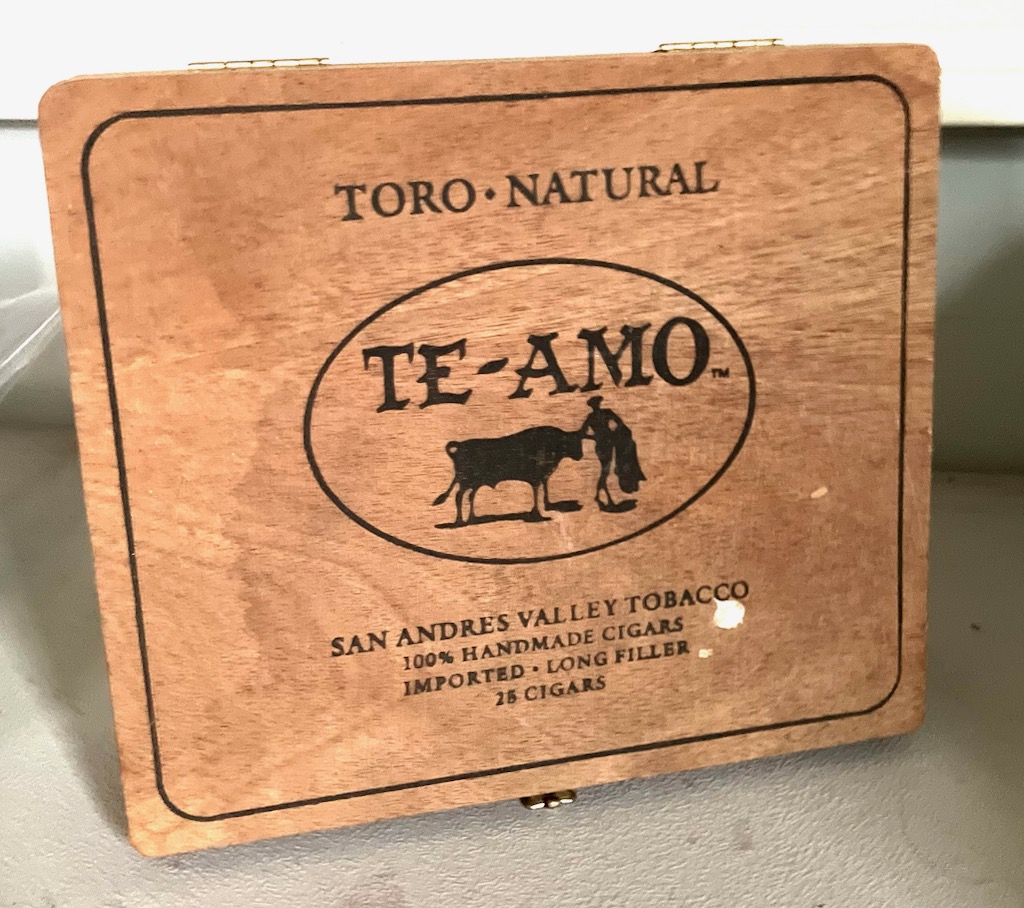 TORO • NATURAL
TE-AMO™
SAN ANDRES VALLEY TOBACCO
100% HANDMADE CIGARS
IMPORTED • LONG FILLER
25 CIGARS